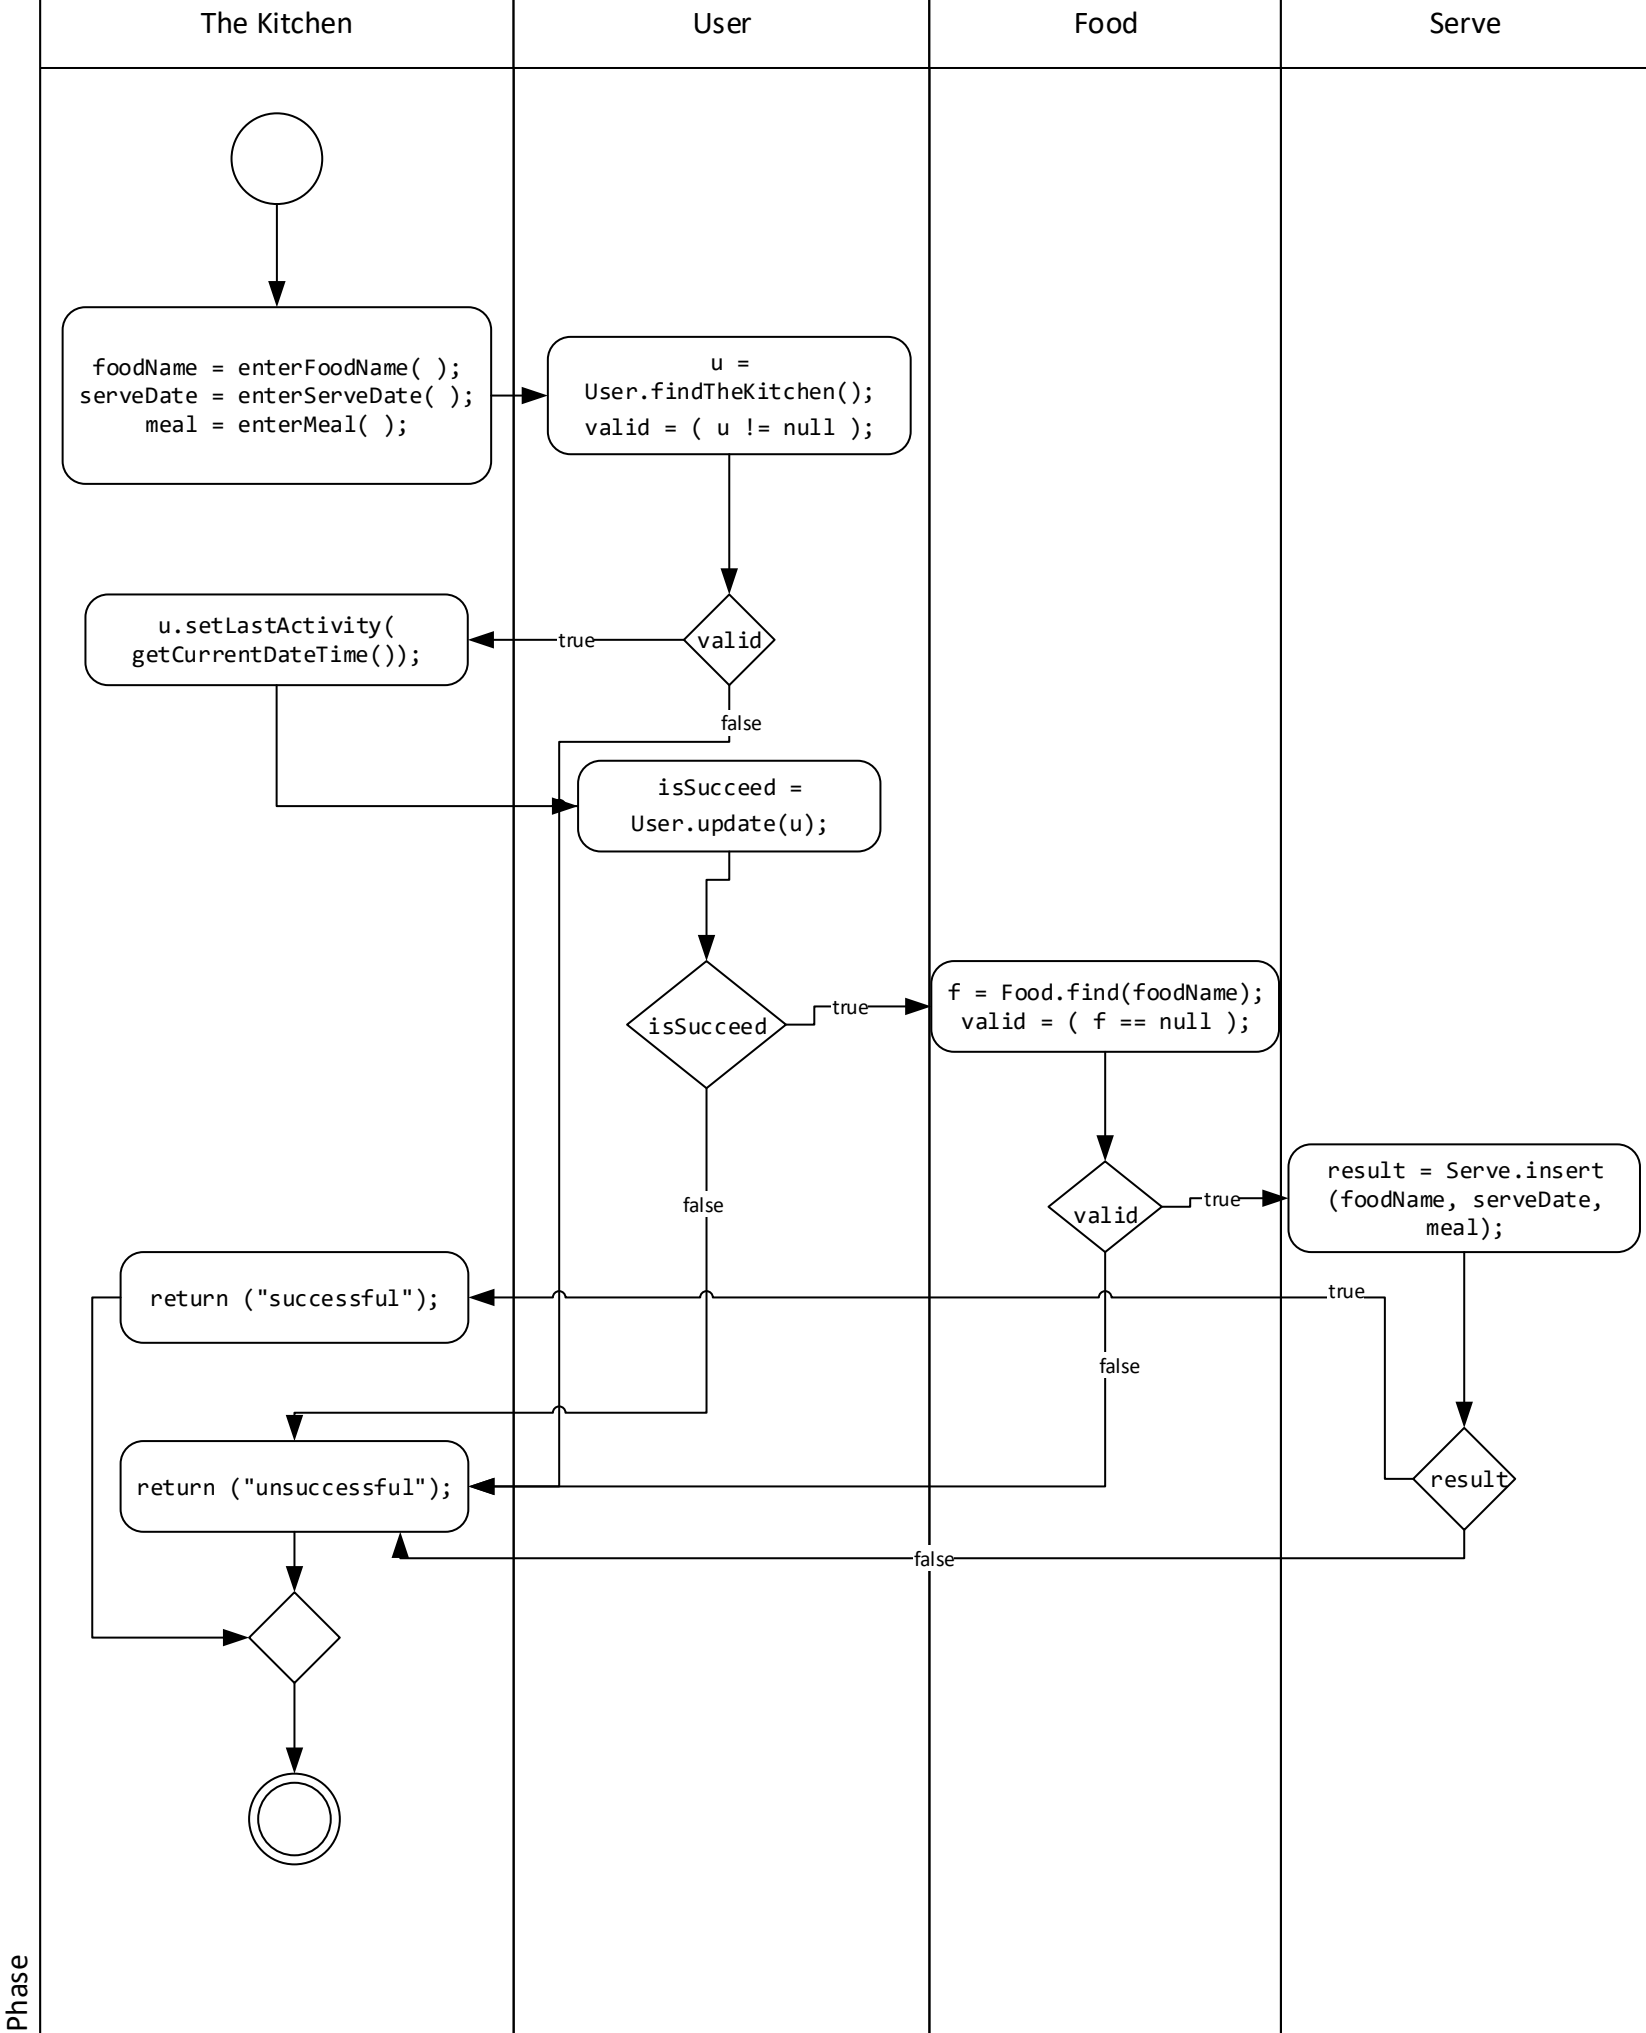 The Kitchen
User
Food
Serve
foodName = enterFoodName( );
serveDate = enterServeDate( );
meal = enterMeal( );
u =
User.findTheKitchen();
valid = ( u != null );
u.setLastActivity(
getCurrentDateTime());
true
valid
false
isSucceed =
User.update(u);
isSucceed
true
f = Food.find(foodName);
valid = ( f == null );
false
valid
true
result = Serve.insert
(foodName, serveDate,
meal);
return ("successful");
true
false
return ("unsuccessful");
result
false
Phase